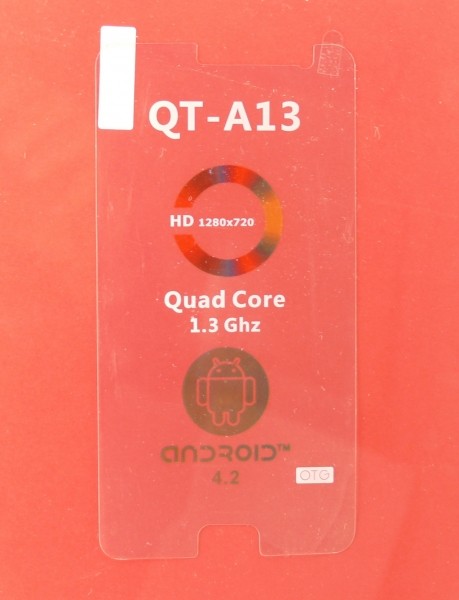 QT-A13
HD 1280x720
Quad Core
1.3 Ghz
ANDROID™
4.2
OTG